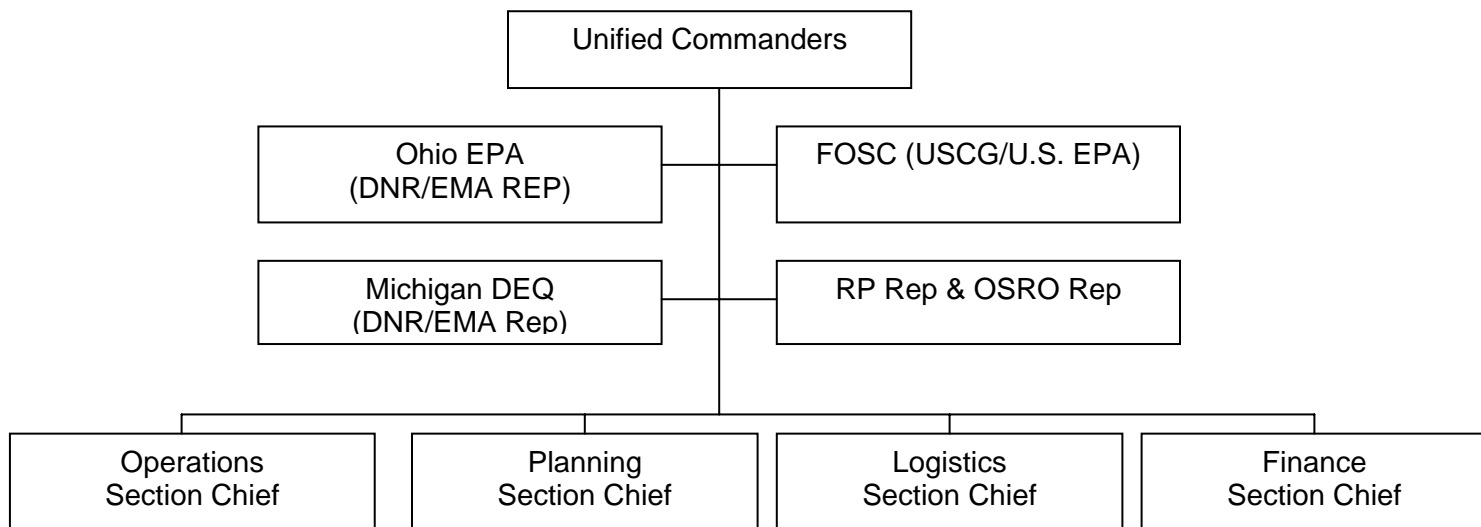 Unified Commanders
Ohio EPA
(DNR/EMA REP)
FOSC (USCG/U.S. EPA)
Michigan DEQ
(DNR/EMA Rep)
RP Rep & OSRO Rep
Operations
Section Chief
Planning
Section Chief
Logistics
Section Chief
Finance
Section Chief